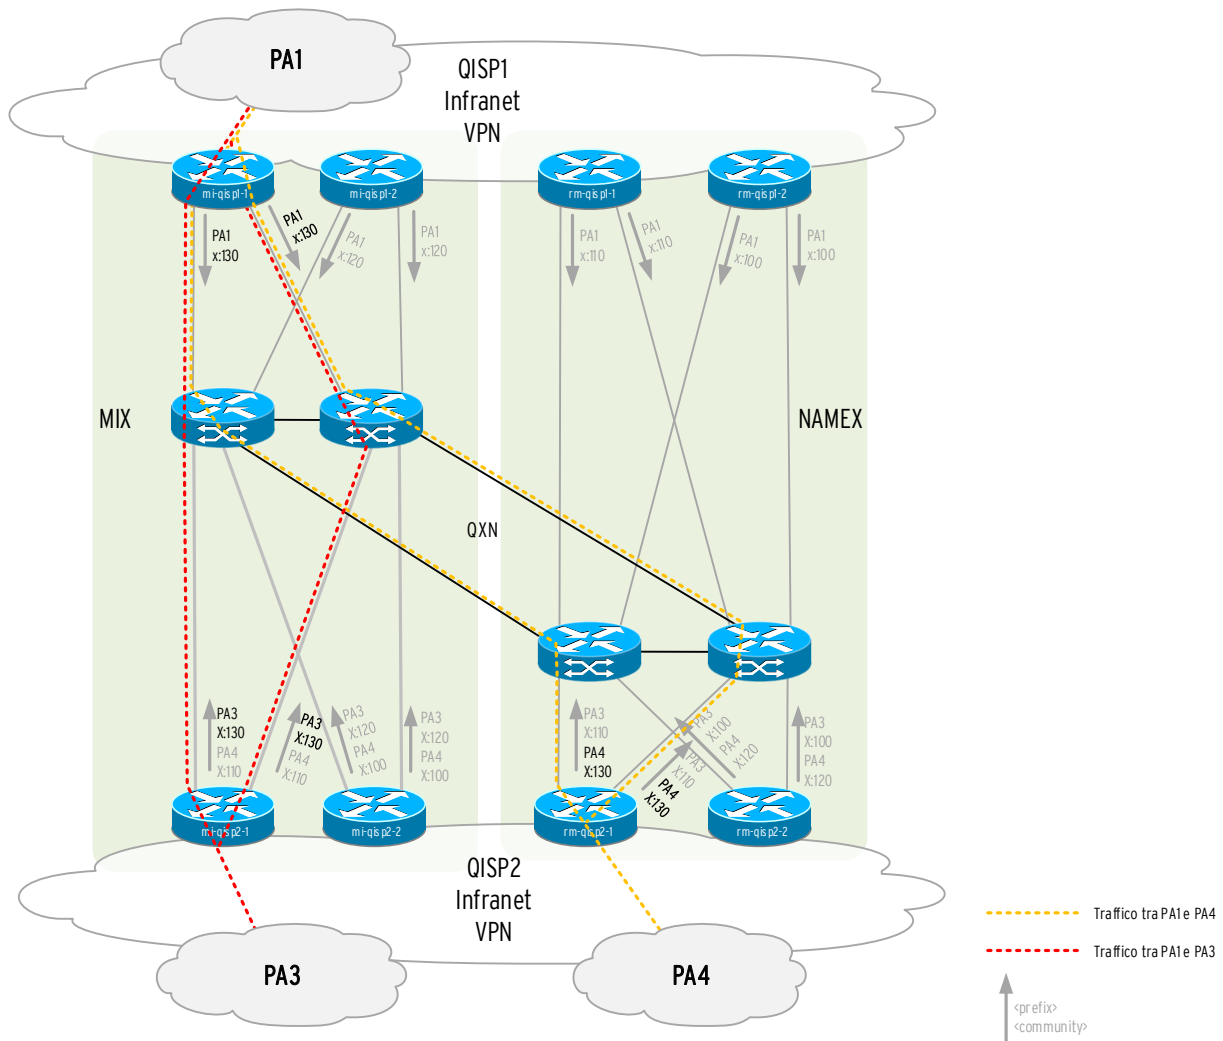 PA1
QISP1
Infranet
VPN
mi-qisp1-1
mi-qisp1-2
rm-qisp1-1
rm-qisp1-2
PA1
x:130
PA1
x:130
PA1
x:120
PA1
x:120
PA1
x:110
PA1
x:110
PA1
x:100
PA1
x:100
MIX
NAMEX
QXN
PA3
X:130
PA4
X:110
PA3
X:130
PA4
X:110
PA3
X:120
PA4
X:100
PA3
X:120
PA4
X:100
PA3
X:110
PA4
X:130
PA3
X:110
PA4
X:130
PA3
X:100
PA4
X:120
PA3
X:100
PA4
X:120
mi-qisp2-1
mi-qisp2-2
rm-qisp2-1
rm-qisp2-2
QISP2
Infranet
VPN
PA3
PA4
Traffico tra PA1 e PA4
Traffico tra PA1 e PA3
<prefix>
<community>